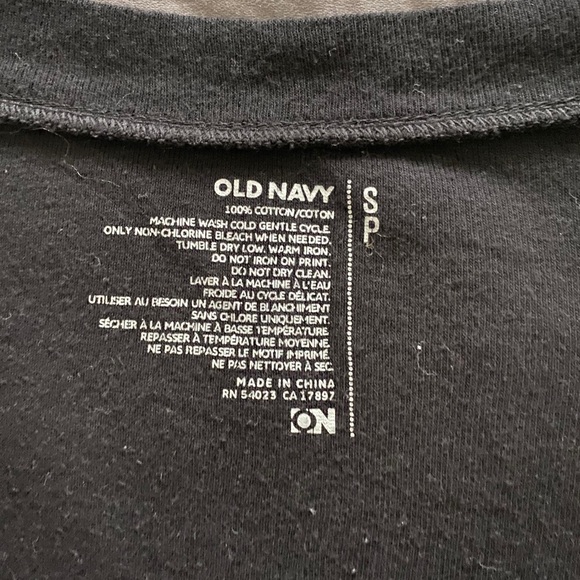 OLD NAVY
100% COTTON/COTON
MACHINE WASH COLD GENTLE CYCLE.
ONLY NON-CHLORINE BLEACH WHEN NEEDED.
TUMBLE DRY LOW. WARM IRON.
DO NOT IRON ON PRINT.
DO NOT DRY CLEAN.
LAVER À LA MACHINE À L'EAU
FROIDE AU CYCLE DÉLICAT.
UTILISER AU BESOIN UN AGENT DE BLANCHIMENT
SANS CHLORE UNIQUEMENT.
SÉCHER À LA MACHINE À BASSE TEMPÉRATURE
REPASSER À TEMPÉRATURE MOYENNE.
NE PAS REPASSER LE MOTIF IMPRIMÉ.
NE PAS NETTOYER À SEC.
MADE IN CHINA
RN 54023 CA 17897
ON
S
P